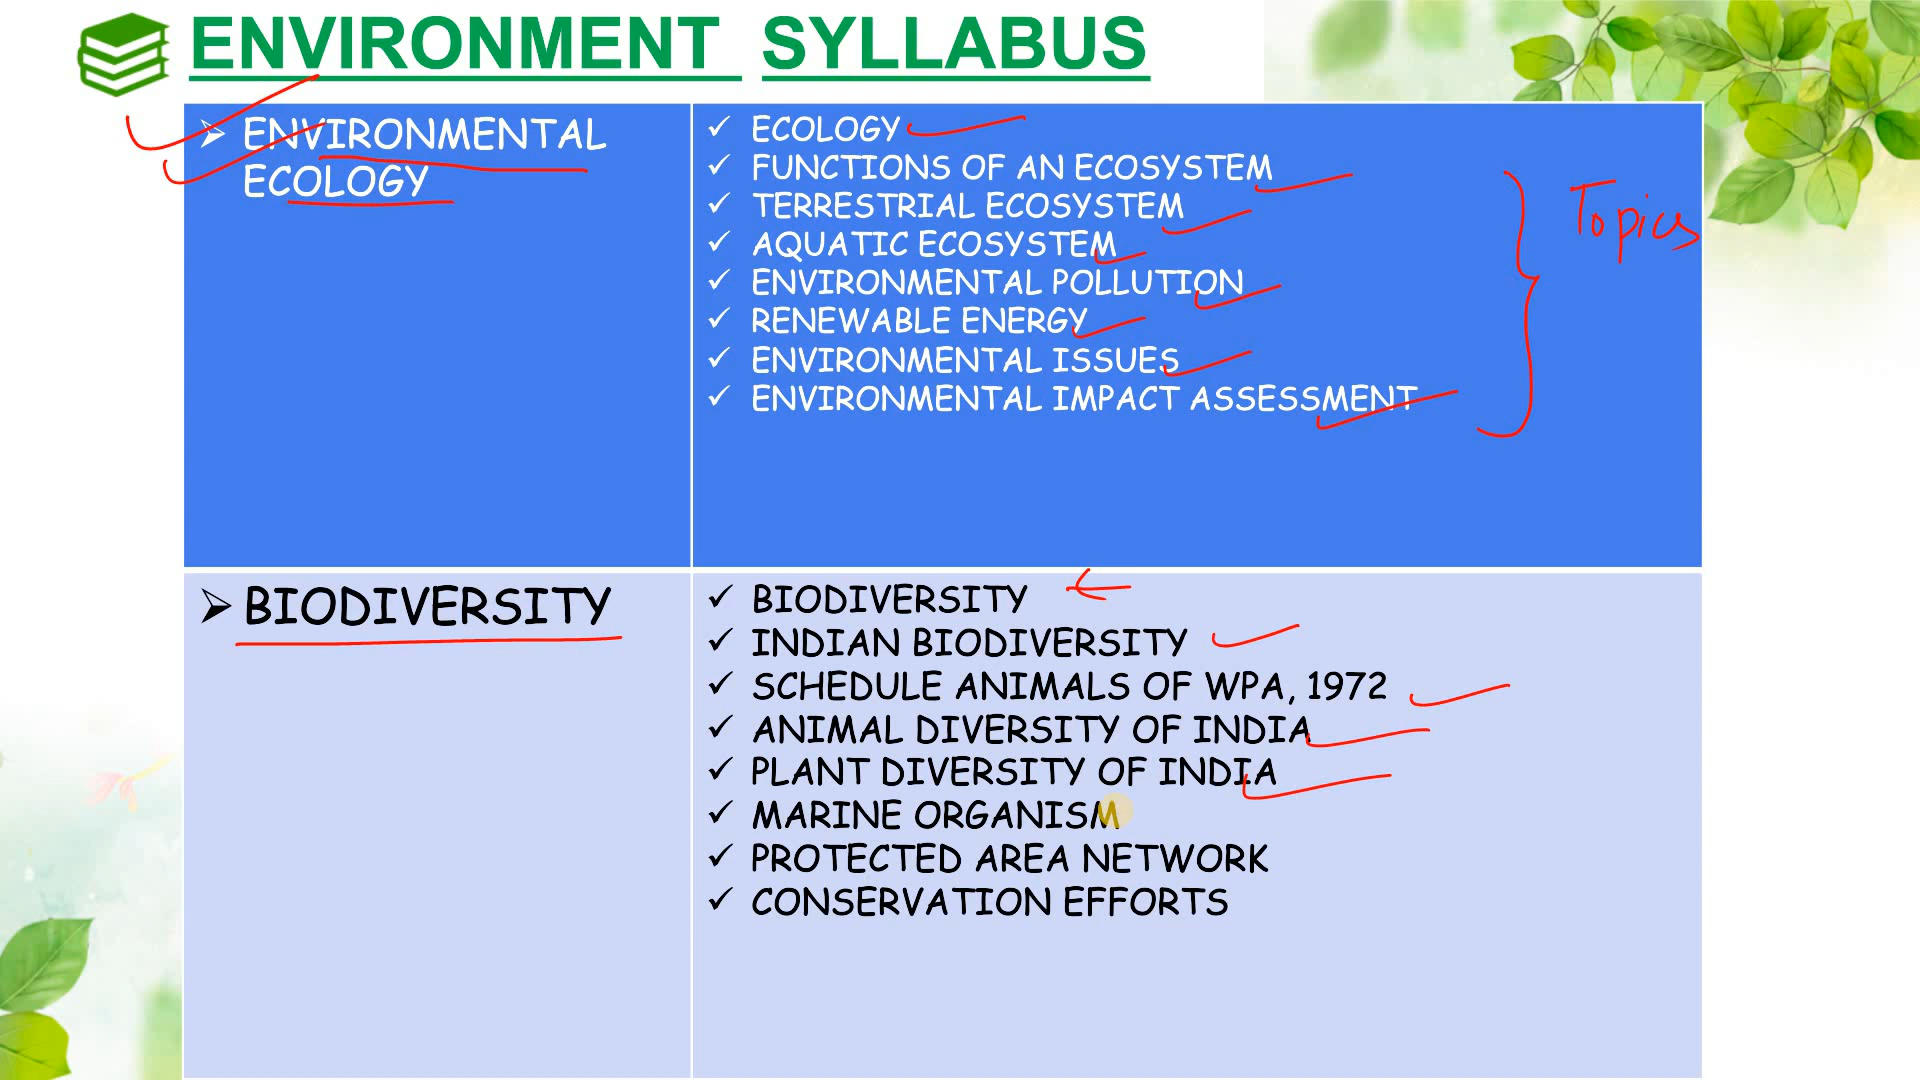 ENVIRONMENT SYLLABUS
ENVIRONMENTAL
ECOLOGY
ECOLOGY
FUNCTIONS OF AN ECOSYSTEM
TERRESTRIAL ECOSYSTEM
AQUATIC ECOSYSTEM
ENVIRONMENTAL POLLUTION
RENEWABLE ENERGY
ENVIRONMENTAL ISSUES
ENVIRONMENTAL IMPACT ASSESSMENT
Topics
BIODIVERSITY
BIODIVERSITY
INDIAN BIODIVERSITY
SCHEDULE ANIMALS OF WPA, 1972
ANIMAL DIVERSITY OF INDIA
PLANT DIVERSITY OF INDIA
MARINE ORGANISM
PROTECTED AREA NETWORK
CONSERVATION EFFORTS